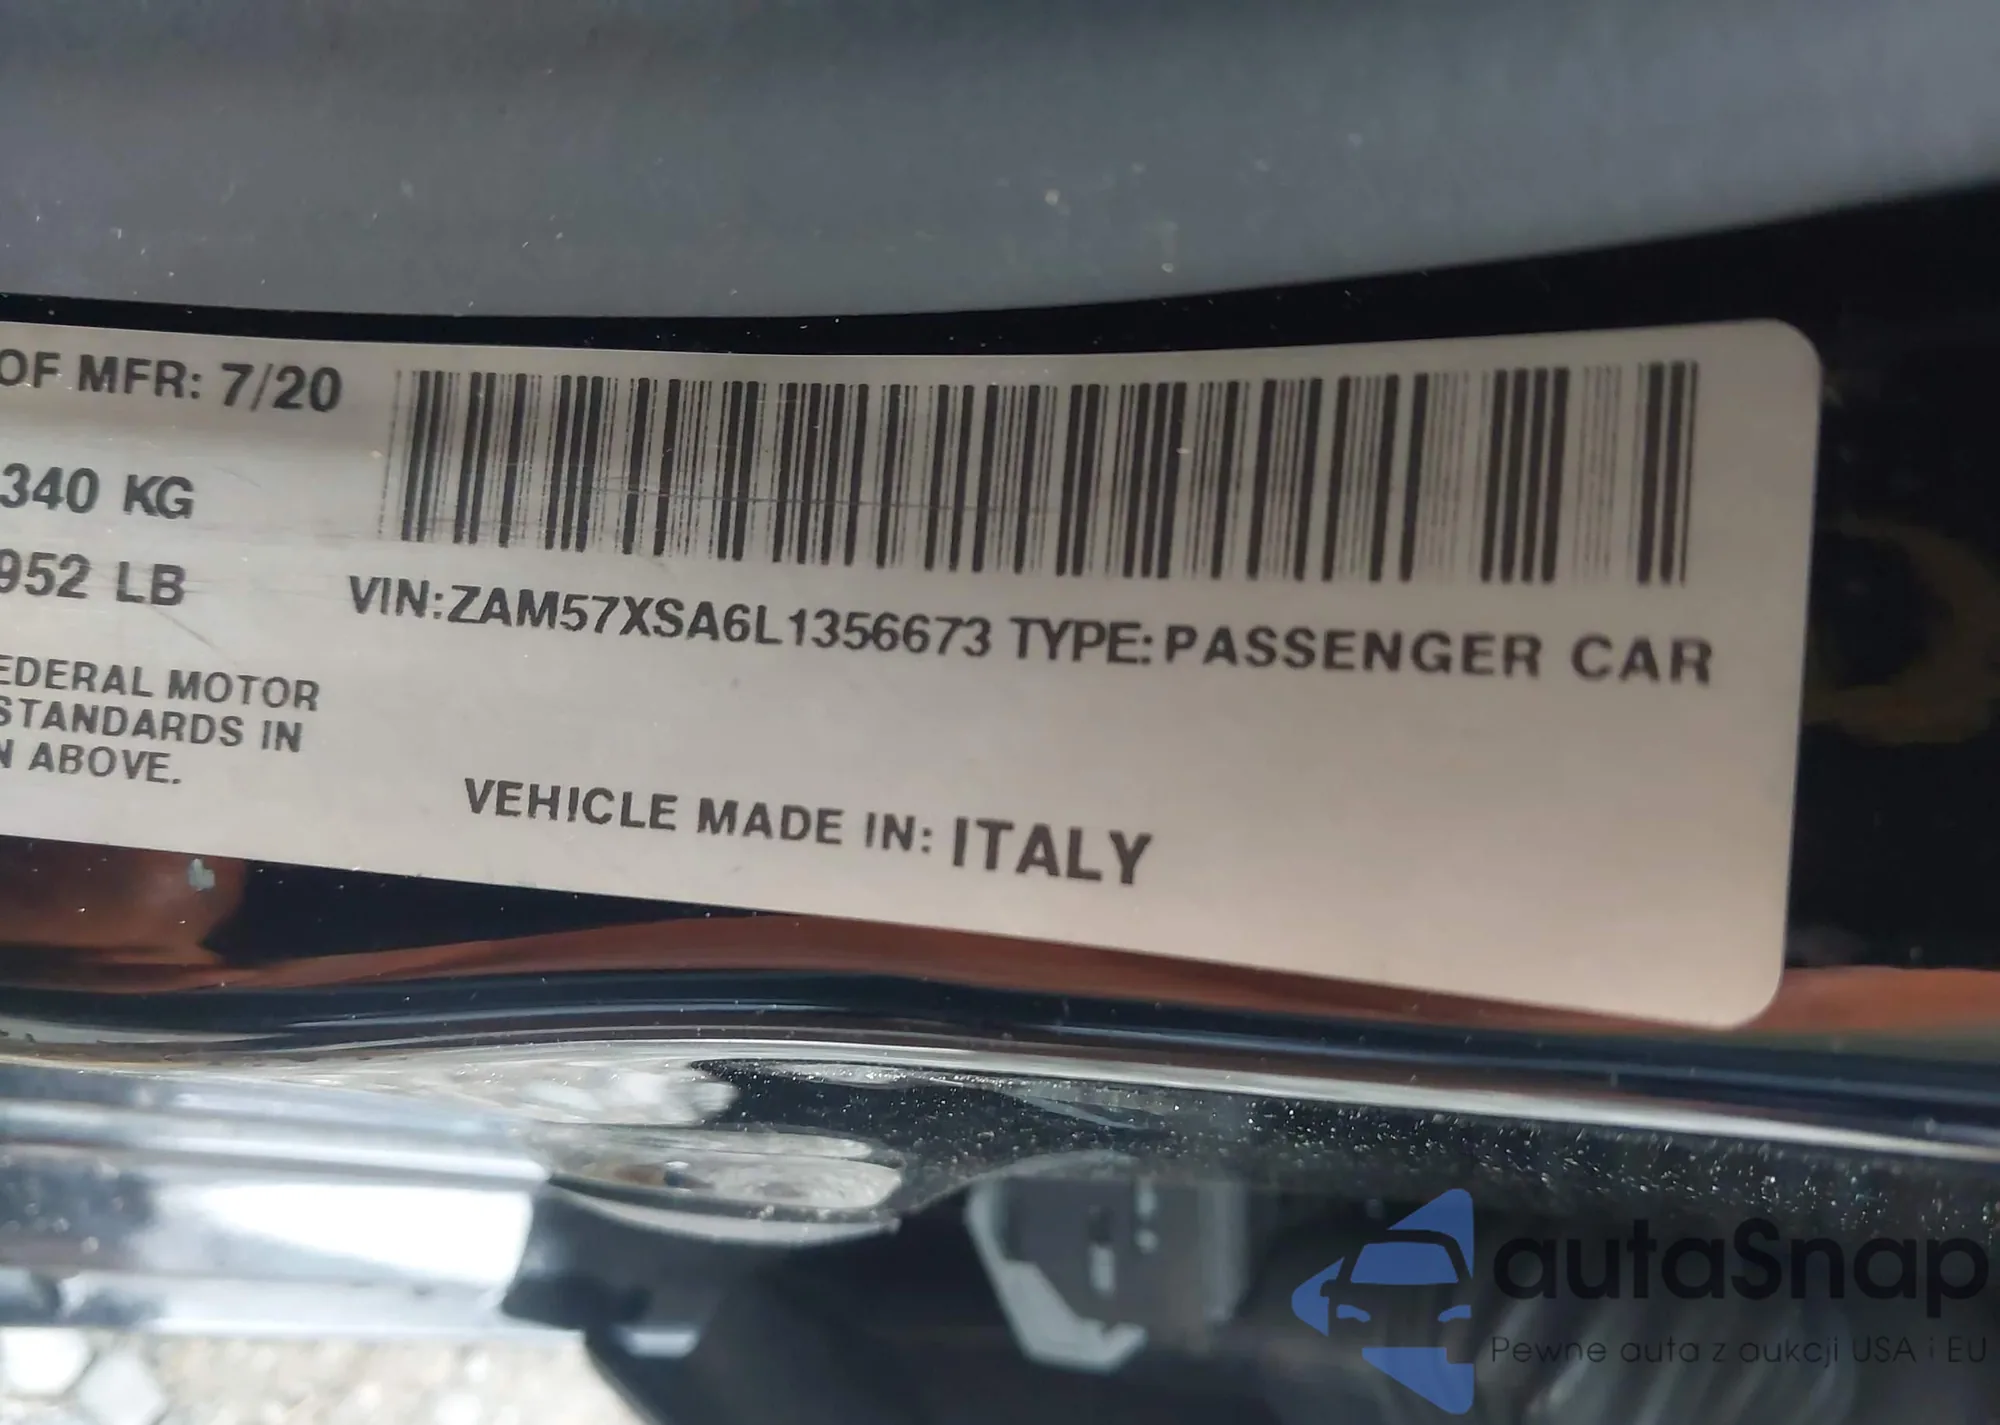 OF MFR: 7/20
340 KG
952 LB
VIN:ZAM57XSA6L1356673 TYPE:PASSENGER CAR
EDERAL MOTOR
STANDARDS IN
N ABOVE.
VEHICLE MADE IN: ITALY
autaSnap
Pewne auta z aukcji USA i EU